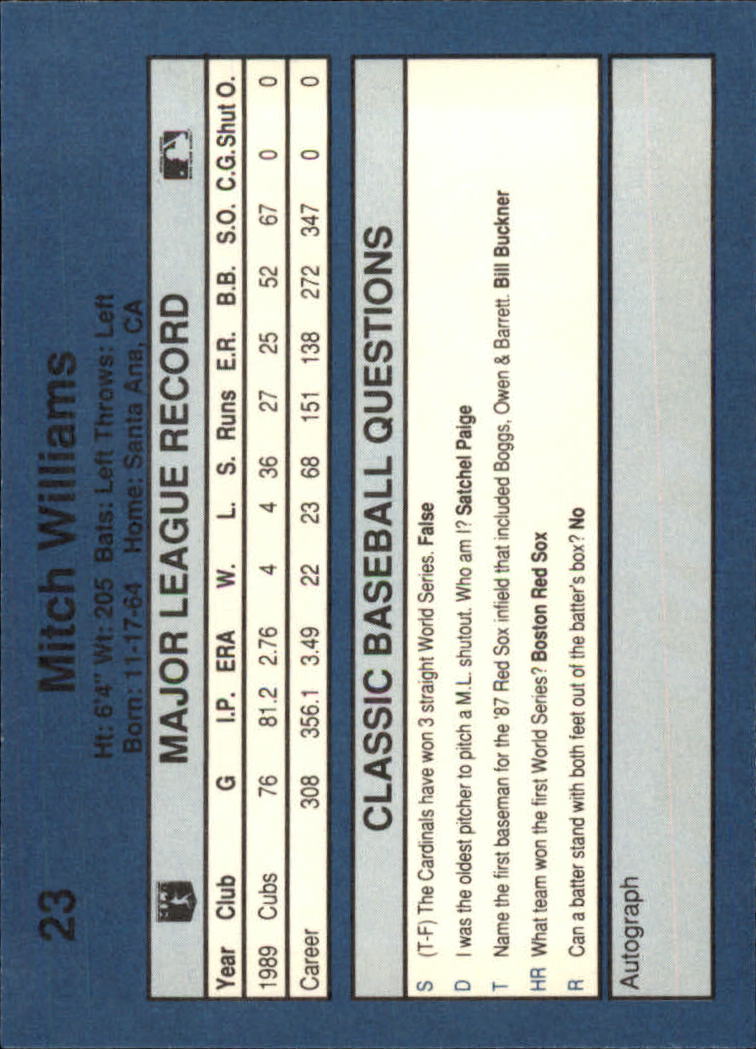 23 Mitch Williams
Ht: 6'4" Wt: 205 Bats: Left Throws: Left
Born: 11-17-64 Home: Santa Ana, CA
MAJOR LEAGUE RECORD
Year Club G I.P. ERA W. L. S. Runs E.R. B.B. S.O. C.G. Shut O.
1989 Cubs 76 81.2 2.76 4 4 36 27 25 52 67 0 0
Career 308 356.1 3.49 22 23 68 151 138 272 347 0 0
CLASSIC BASEBALL QUESTIONS
S (T-F) The Cardinals have won 3 straight World Series. False
D I was the oldest pitcher to pitch a M.L. shutout. Who am I? Satchel Paige
T Name the first baseman for the '87 Red Sox infield that included Boggs, Owen & Barrett. Bill Buckner
HR What team won the first World Series? Boston Red Sox
R Can a batter stand with both feet out of the batter's box? No
Autograph